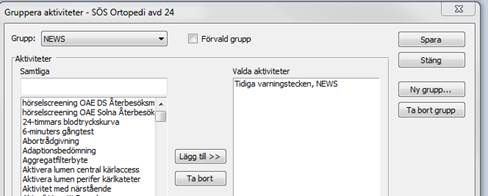 Gruppera aktiviteter - SÖS Ortopedi avd 24
Grupp: NEWS
Förvald grupp
Spara
Stäng
Ny grupp...
Ta bort grupp
Aktiviteter
Samtliga
hörselscreening OAE DS Återbesöksm
hörselscreening OAE Solna Återbesök
24-timmars blodtryckskurva
6-minuters gångtest
Abortrådgivning
Adaptionsbedömning
Aggregatfilterbyte
Aktivera lumen central kärlaccess
Aktivera lumen perifer kärlkateter
Aktivitet med närstående
Lägg till >>
Ta bort
Valda aktiviteter
Tidiga varningstecken, NEWS